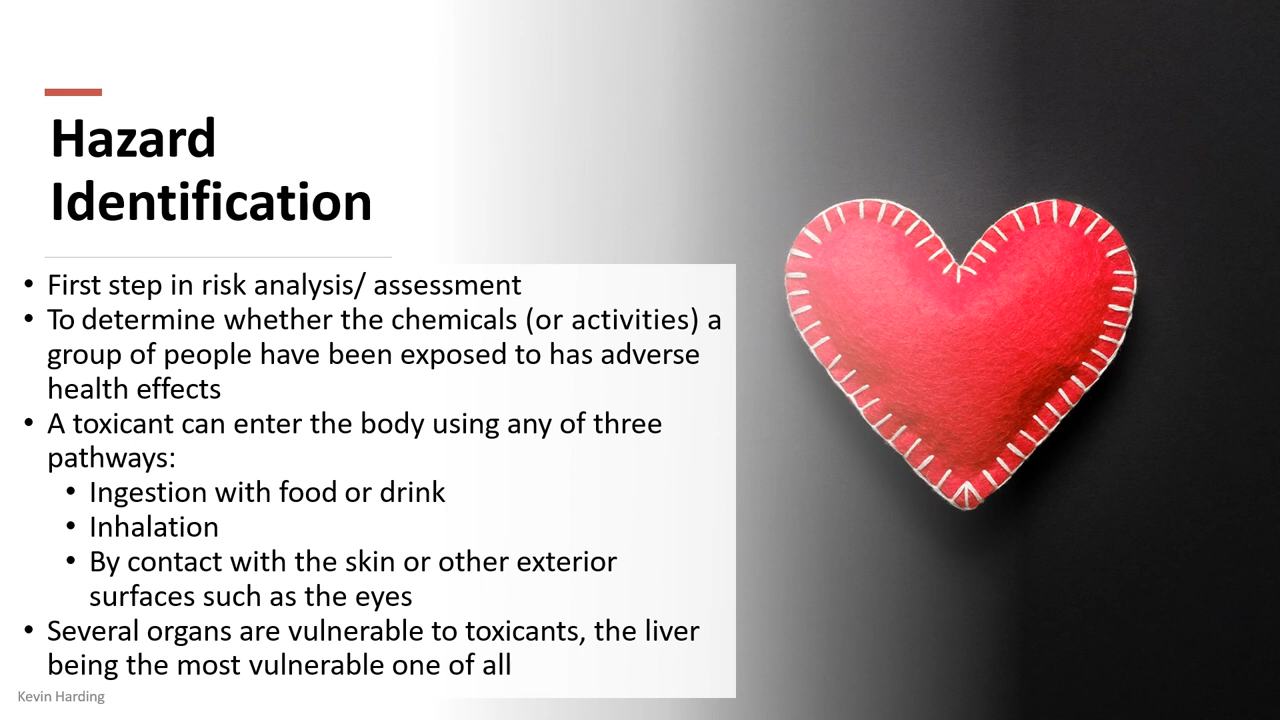 Hazard
Identification
• First step in risk analysis/ assessment
• To determine whether the chemicals (or activities) a
group of people have been exposed to has adverse
health effects
• A toxicant can enter the body using any of three
pathways:
• Ingestion with food or drink
• Inhalation
• By contact with the skin or other exterior
surfaces such as the eyes
• Several organs are vulnerable to toxicants, the liver
being the most vulnerable one of all
Kevin Harding